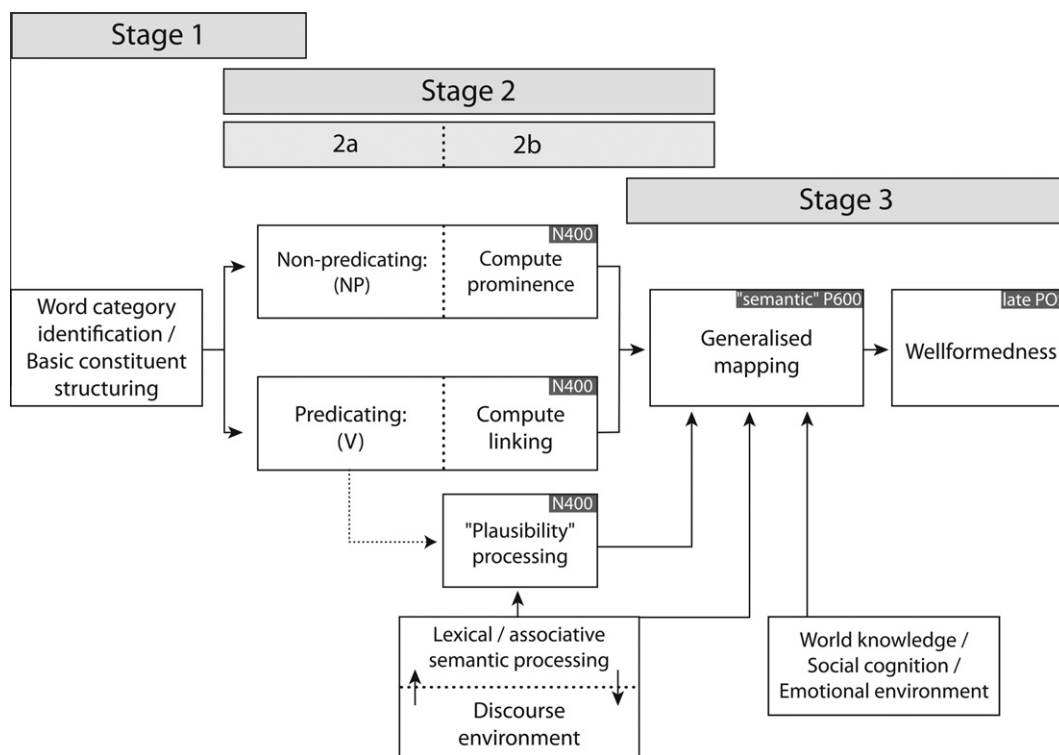 Stage 1
Stage 2
2a
2b
Stage 3
Non-predicating:
(NP)
N400
Compute
prominence
Word category
identification /
Basic constituent
structuring
"semantic" P600
Generalised
mapping
late PO
Wellformedness
Predicating:
(V)
N400
Compute
linking
N400
"Plausibility"
processing
Lexical / associative
semantic processing
Discourse
environment
World knowledge /
Social cognition /
Emotional environment